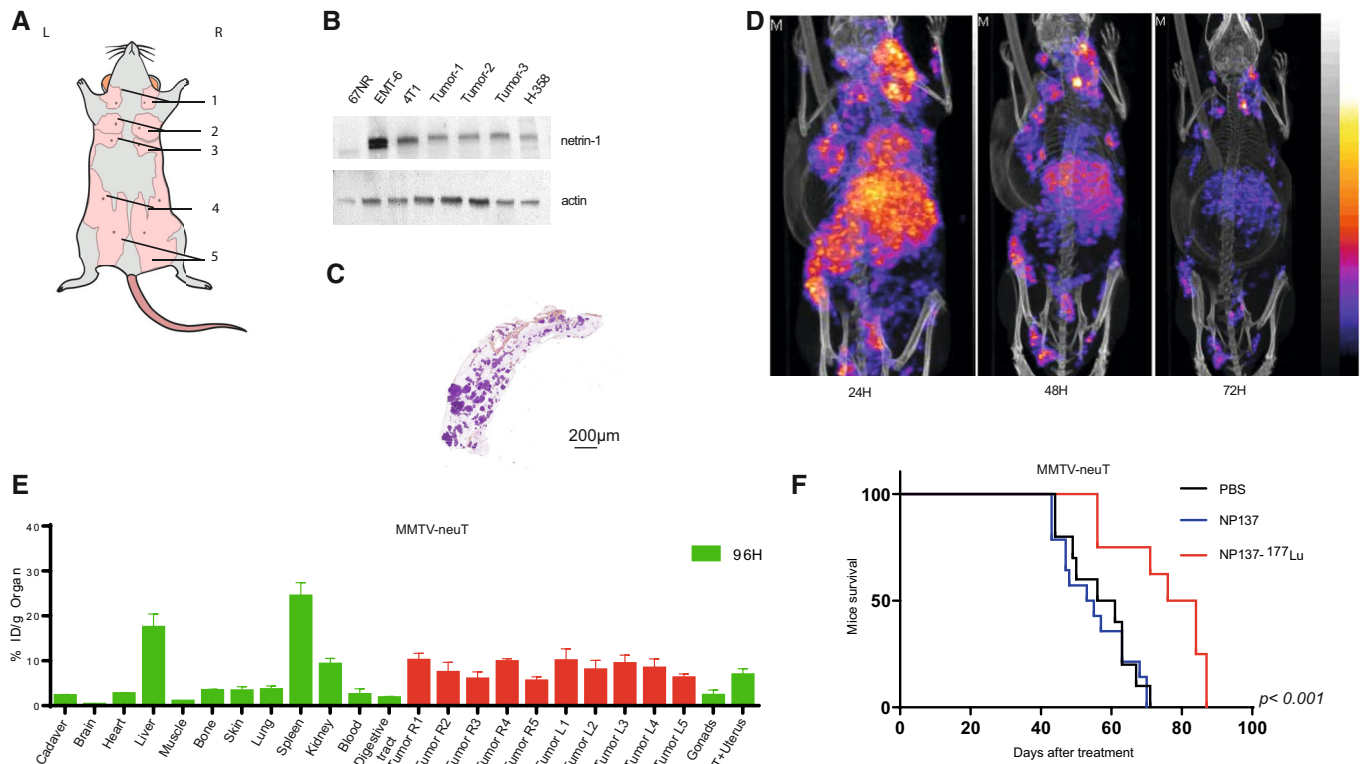 A
L
R
1
2
3
4
5
B
67NR
EMT-6
4T1
Tumor-1
Tumor-2
Tumor-3
H-358
netrin-1
actin
C
200µm
D
M
M
M
24H
48H
72H
E
MMTV-neuT
96H
% ID/g Organ
40
30
20
10
0
Cadaver
Brain
Heart
Liver
Muscle
Bone
Skin
Lung
Spleen
Kidney
Blood
Digestive
tract
Tumor R1
Tumor R2
Tumor R3
Tumor R4
Tumor R5
Tumor L1
Tumor L2
Tumor L3
Tumor L4
Tumor L5
Gonads
T+Uterus
F
MMTV-neuT
PBS
NP137
NP137-177Lu
Mice survival
100
50
0
0 20 40 60 80 100
p< 0.001
Days after treatment